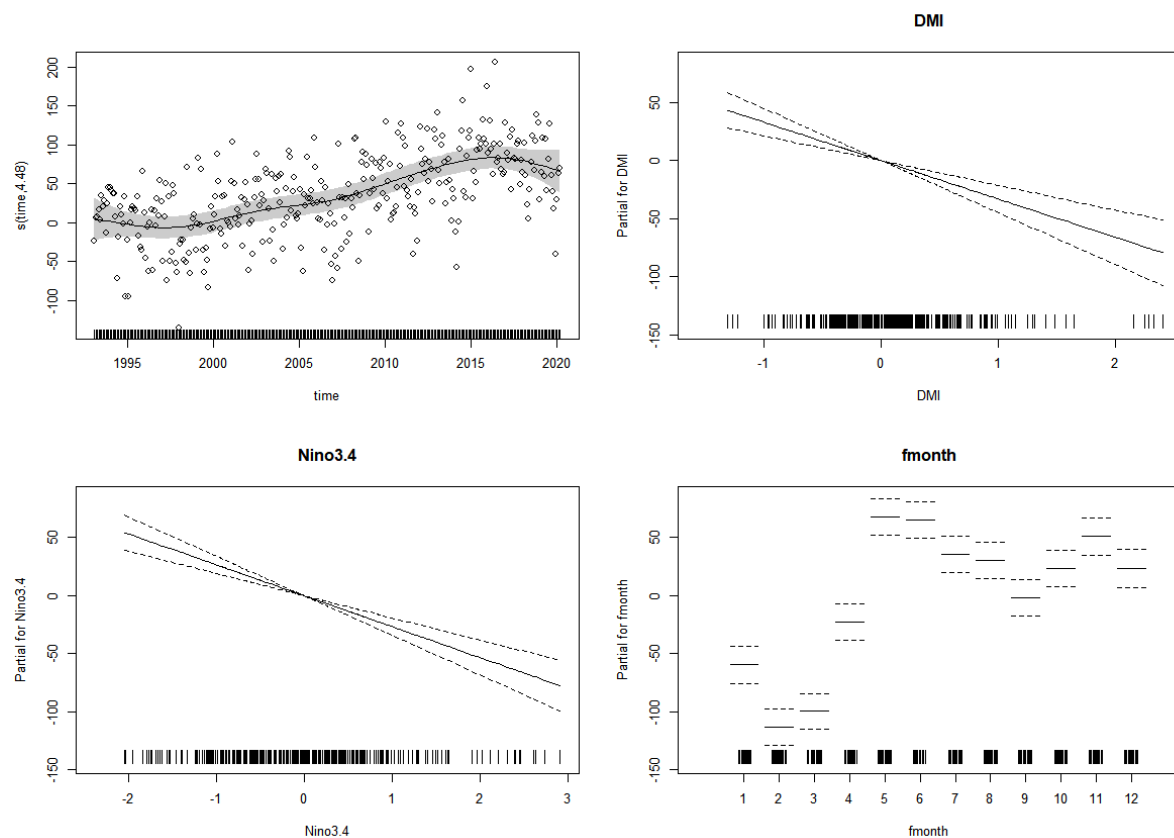 s(time,4.48)
200
150
100
50
0
-50
-100
1995 2000 2005 2010 2015 2020
time
DMI
Partial for DMI
50
0
-50
-100
-150
-1 0 1 2
DMI
Nino3.4
Partial for Nino3.4
50
0
-50
-100
-150
-2 -1 0 1 2 3
Nino3.4
fmonth
Partial for fmonth
50
0
-50
-100
-150
1 2 3 4 5 6 7 8 9 10 11 12
fmonth